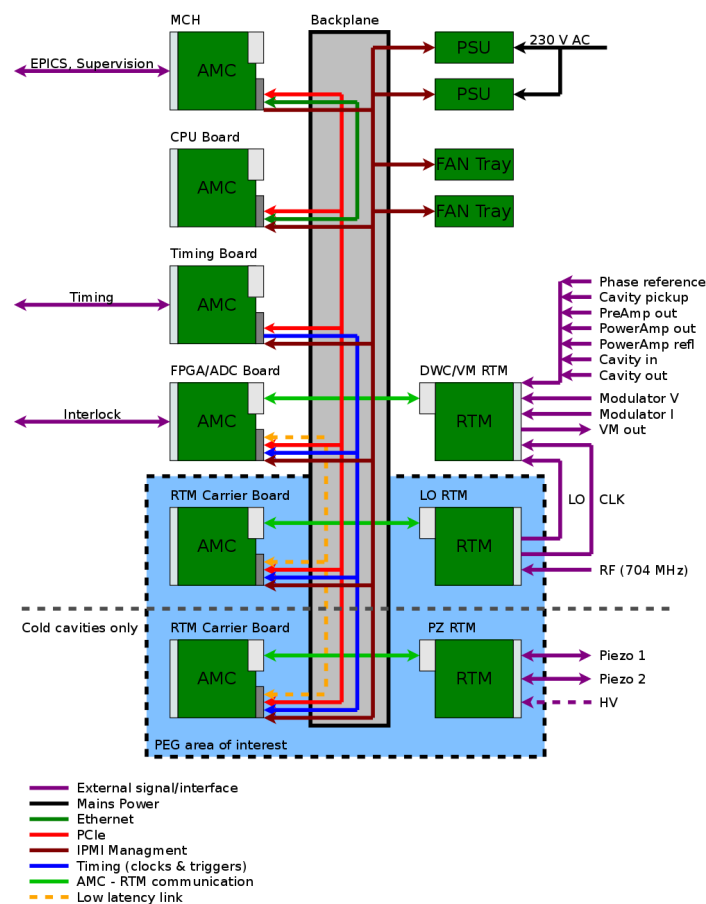 MCH
Backplane
AMC
PSU
230 V AC
EPICS, Supervision
PSU
CPU Board
AMC
FAN Tray
FAN Tray
Timing Board
AMC
Timing
Phase reference
Cavity pickup
PreAmp out
PowerAmp out
PowerAmp refl
Cavity in
Cavity out
FPGA/ADC Board
DWC/VM RTM
AMC
RTM
Interlock
Modulator V
Modulator I
VM out
RTM Carrier Board
LO RTM
LO
CLK
AMC
RTM
RF (704 MHz)
Cold cavities only
RTM Carrier Board
PZ RTM
AMC
RTM
Piezo 1
Piezo 2
HV
PEG area of interest
External signal/interface
Mains Power
Ethernet
PCIe
IPMI Managment
Timing (clocks & triggers)
AMC - RTM communication
Low latency link